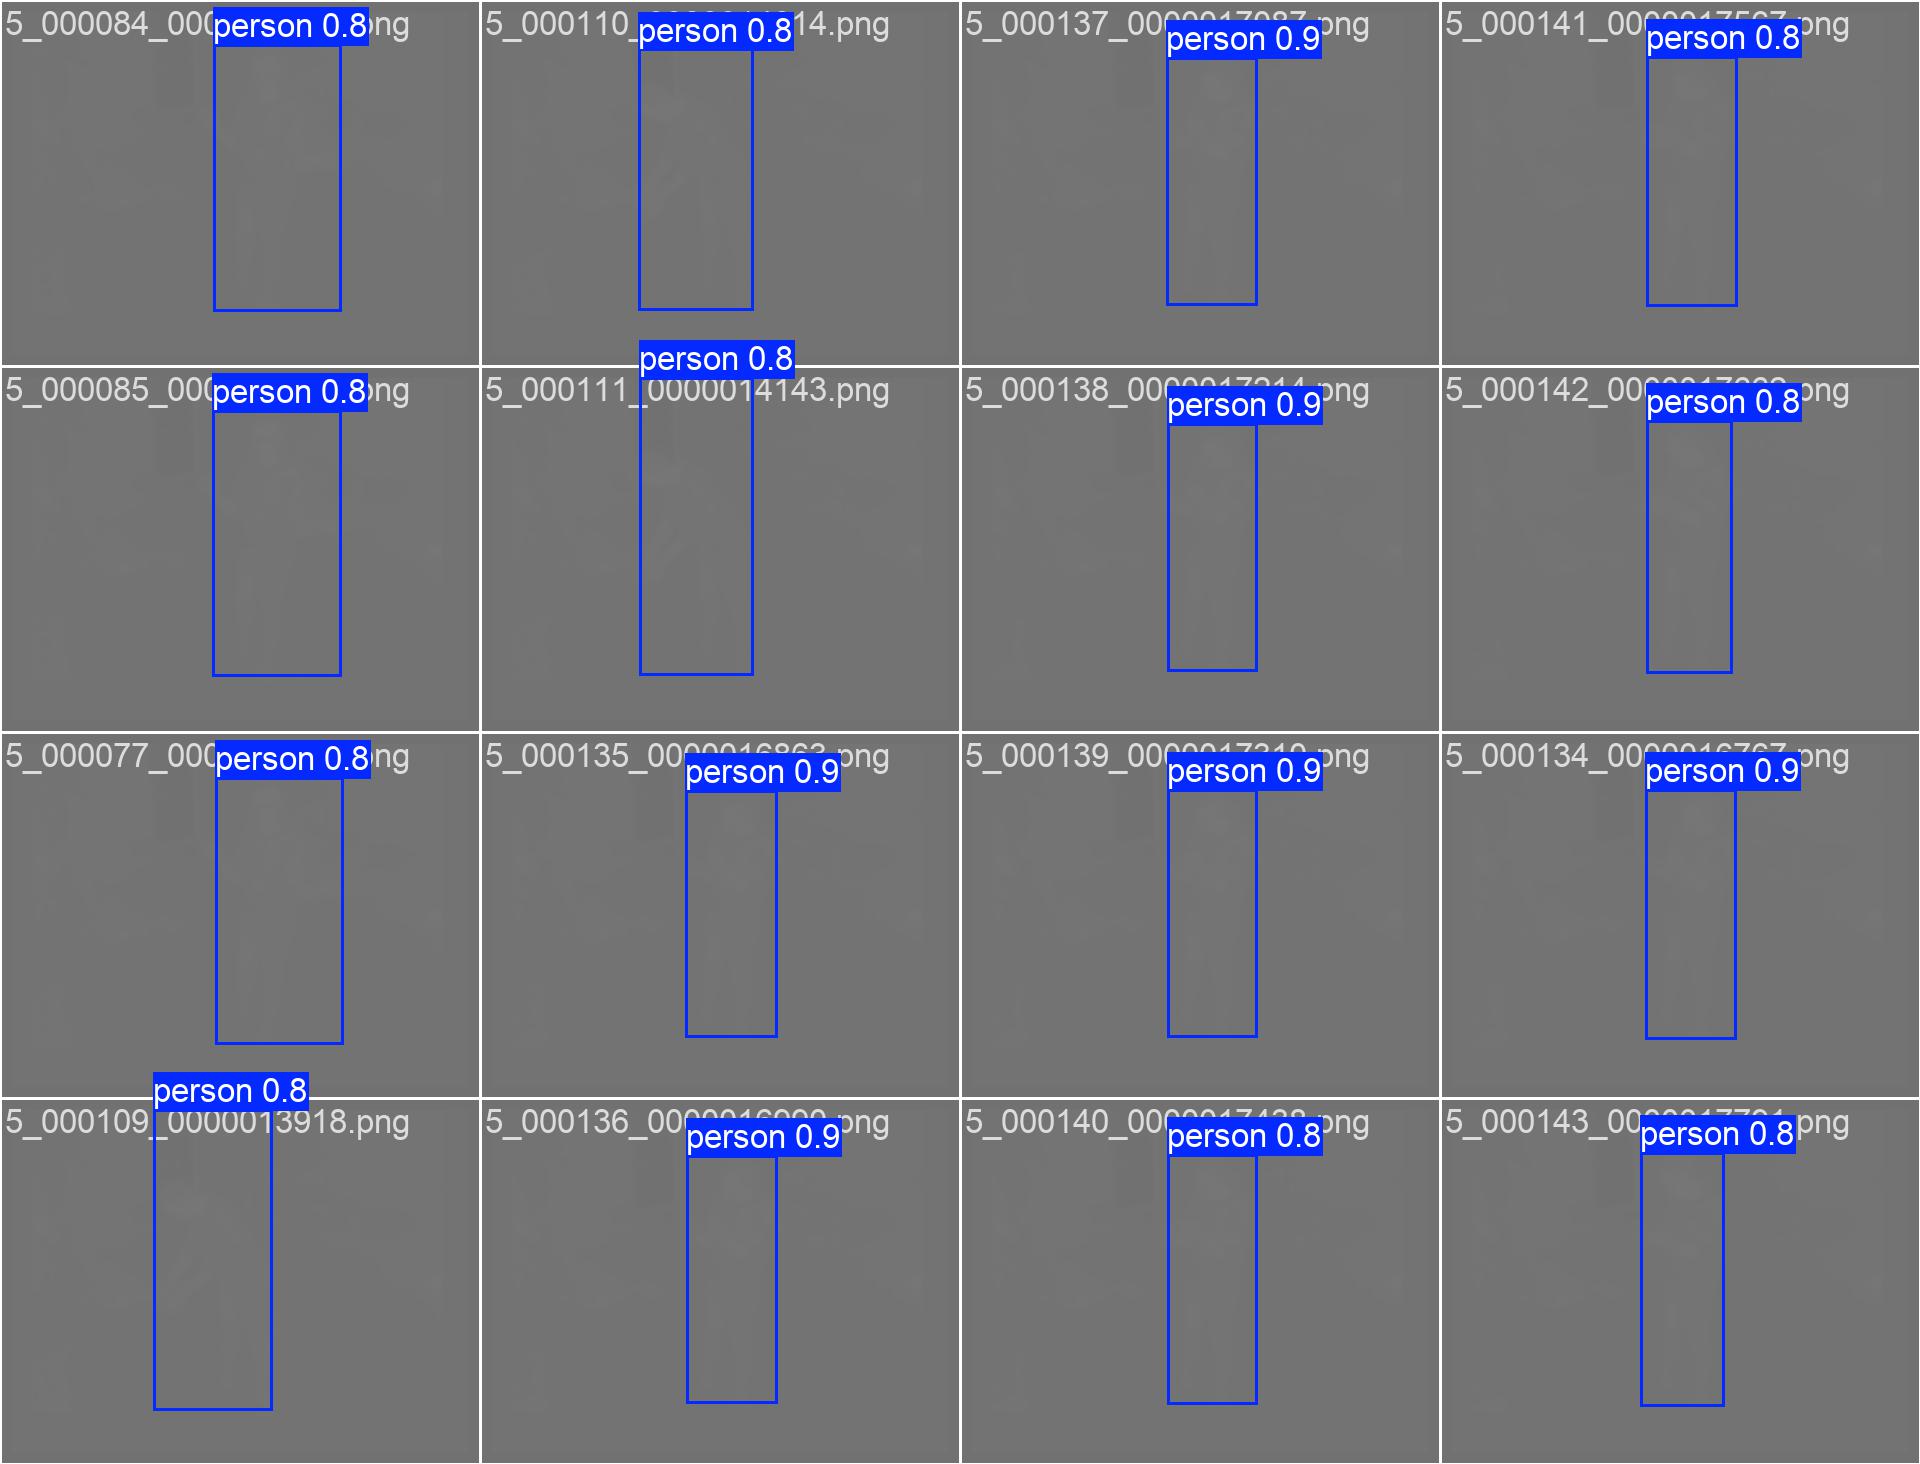 5_000084_000 person 0.8 png
5_000110_ person 0.8 14.png
5_000137_00 person 0.9 png
5_000141_00 person 0.8 png
5_000085_000 person 0.8 png
person 0.8
5_000111_0000014143.png
5_000138_00 person 0.9 png
5_000142_00 person 0.8 png
5_000077_000 person 0.8 png
5_000135_00 person 0.9 png
5_000139_00 person 0.9 png
5_000134_00 person 0.9 png
person 0.8
5_000109_0000013918.png
5_000136_00 person 0.9 png
5_000140_00 person 0.8 png
5_000143_00 person 0.8 png